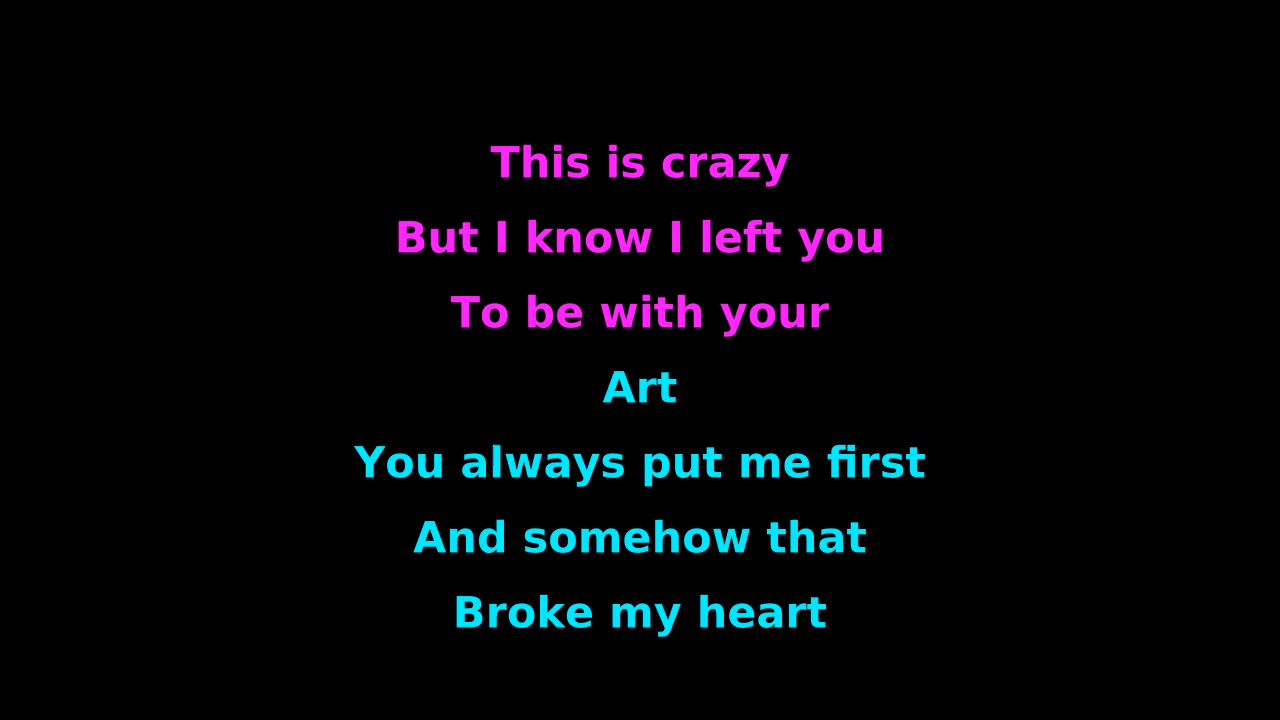 This is crazy
But I know I left you
To be with your
Art
You always put me first
And somehow that
Broke my heart